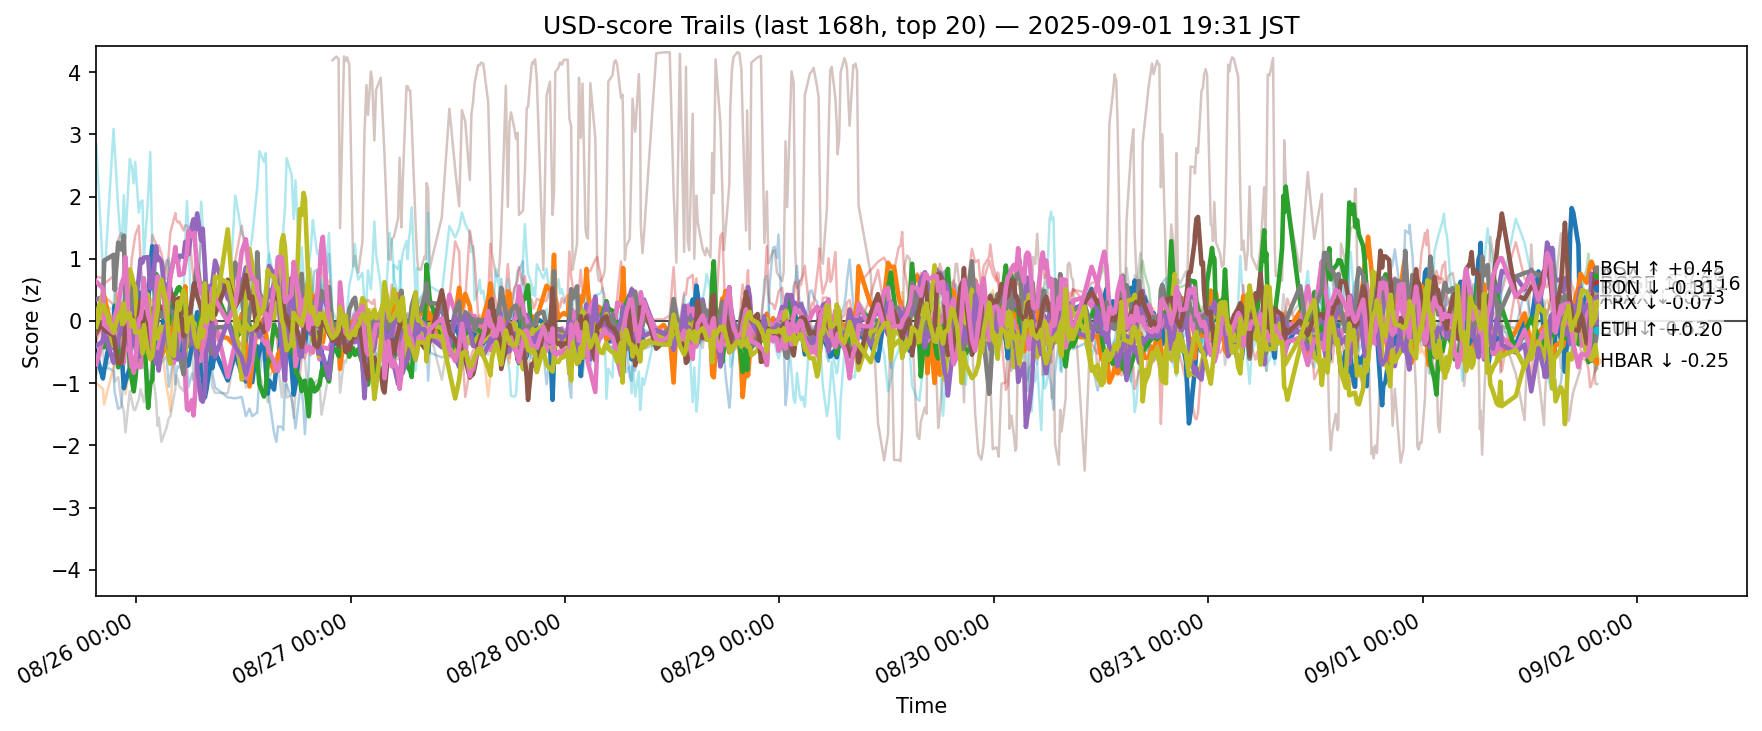 USD-score Trails (last 168h, top 20) — 2025-09-01 19:31 JST
Score (z)
4
3
2
1
0
−1
−2
−3
−4
BCH ↑ +0.45
TON ↓ -0.31
TRX ↓ -0.07
ETH ↑ +0.20
HBAR ↓ -0.25
08/26 00:00
08/27 00:00
08/28 00:00
08/29 00:00
08/30 00:00
08/31 00:00
09/01 00:00
09/02 00:00
Time